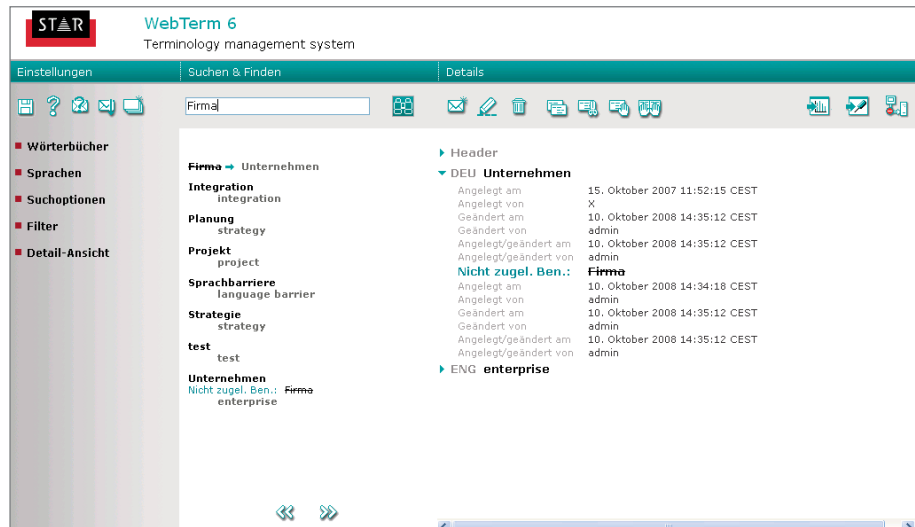 STAR
WebTerm 6
Terminology management system
Einstellungen
Suchen & Finden
Details
Firma
Wörterbücher
Sprachen
Suchoptionen
Filter
Detail-Ansicht
Firma → Unternehmen
Integration
integration
Planung
strategy
Projekt
project
Sprachbarriere
language barrier
Strategie
strategy
test
test
Unternehmen
Nicht zugel. Ben.: Firma
enterprise
Header
DEU Unternehmen
Angelegt am 15. Oktober 2007 11:52:15 CEST
Angelegt von X
Geändert am 10. Oktober 2008 14:35:12 CEST
Geändert von admin
Angelegt/geändert am 10. Oktober 2008 14:35:12 CEST
Angelegt/geändert von admin
Nicht zugel. Ben.: Firma
Angelegt am 10. Oktober 2008 14:34:18 CEST
Angelegt von admin
Geändert am 10. Oktober 2008 14:35:12 CEST
Geändert von admin
Angelegt/geändert am 10. Oktober 2008 14:35:12 CEST
Angelegt/geändert von admin
ENG enterprise